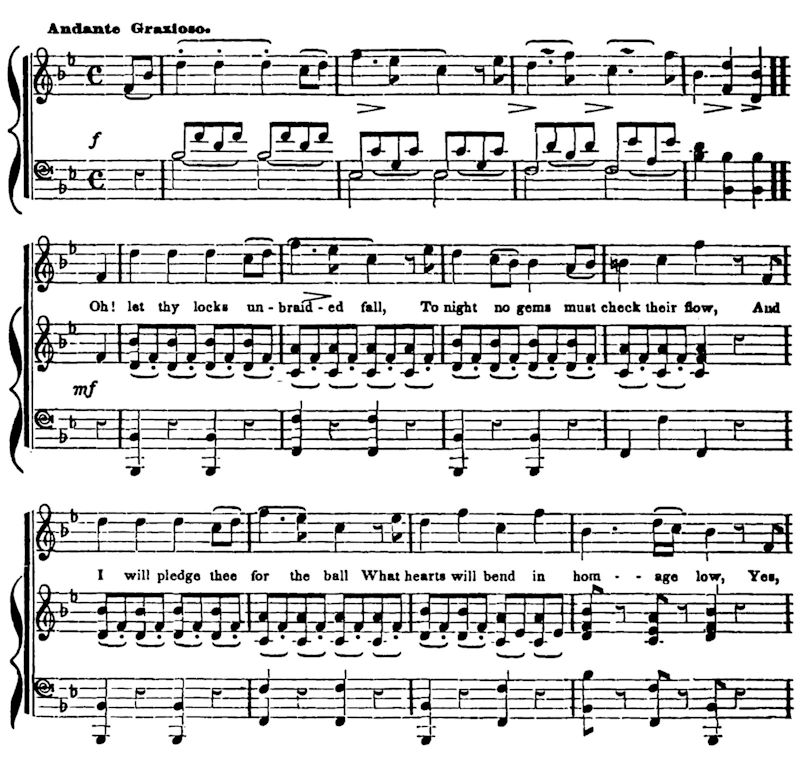 Andante Grazioso.
f
Oh! let thy locks un - braid - ed fall, To night no gems must check their flow, And
mf
I will pledge thee for the ball What hearts will bend in hom - - age low, Yes,